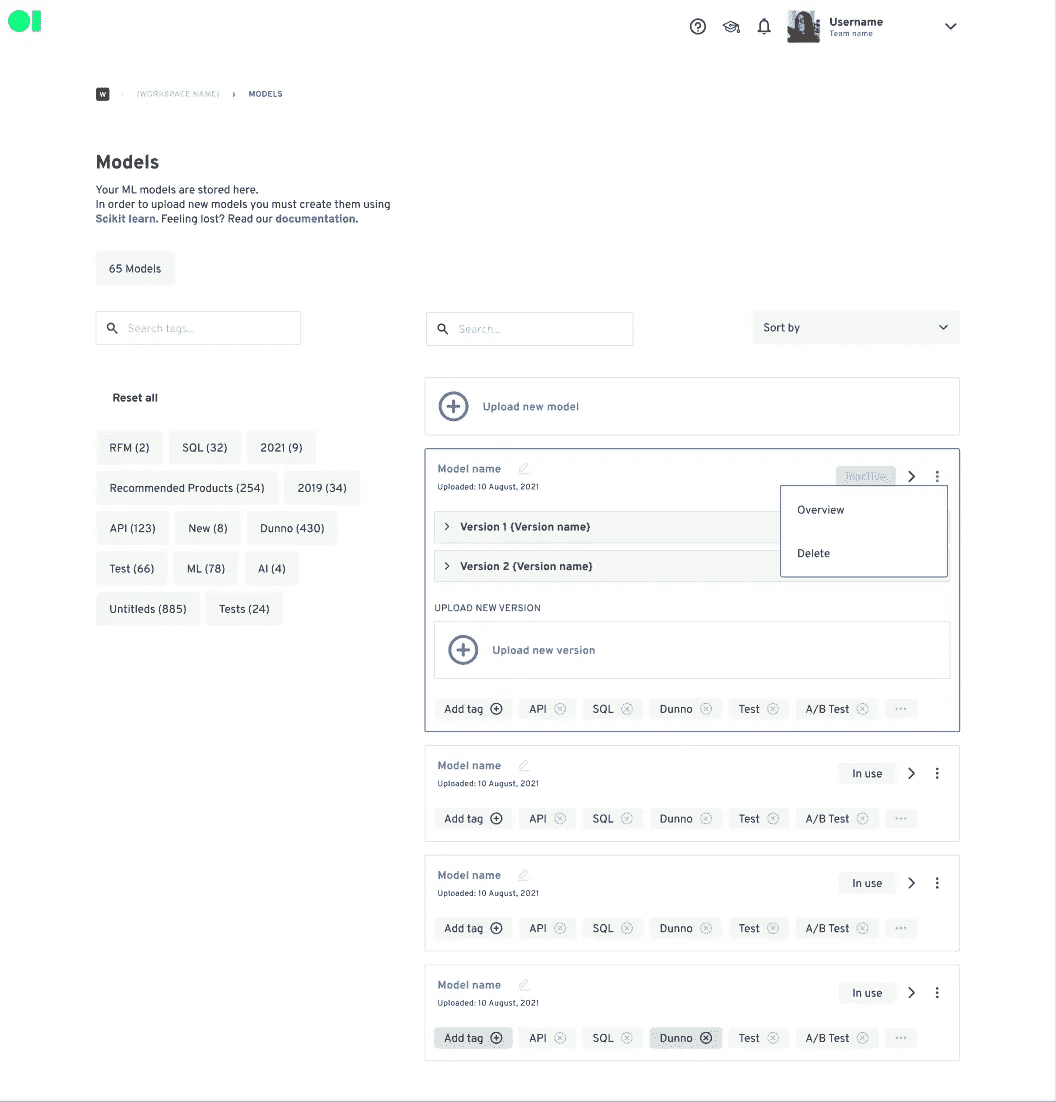 Username
Team name
W
{WORKSPACE NAME}
MODELS
Models
Your ML models are stored here.
In order to upload new models you must create them using
Scikit learn. Feeling lost? Read our documentation.
65 Models
Search tags...
Search...
Sort by
Reset all
RFM (2)
SQL (32)
2021 (9)
Recommended Products (254)
2019 (34)
API (123)
New (8)
Dunno (430)
Test (66)
ML (78)
AI (4)
Untitleds (885)
Tests (24)
Upload new model
Model name
Uploaded: 10 August, 2021
Inactive
Overview
Delete
Version 1 {Version name}
Version 2 {Version name}
UPLOAD NEW VERSION
Upload new version
Add tag
API
SQL
Dunno
Test
A/B Test
Model name
Uploaded: 10 August, 2021
In use
Add tag
API
SQL
Dunno
Test
A/B Test
Model name
Uploaded: 10 August, 2021
In use
Add tag
API
SQL
Dunno
Test
A/B Test
Model name
Uploaded: 10 August, 2021
In use
Add tag
API
SQL
Dunno
Test
A/B Test